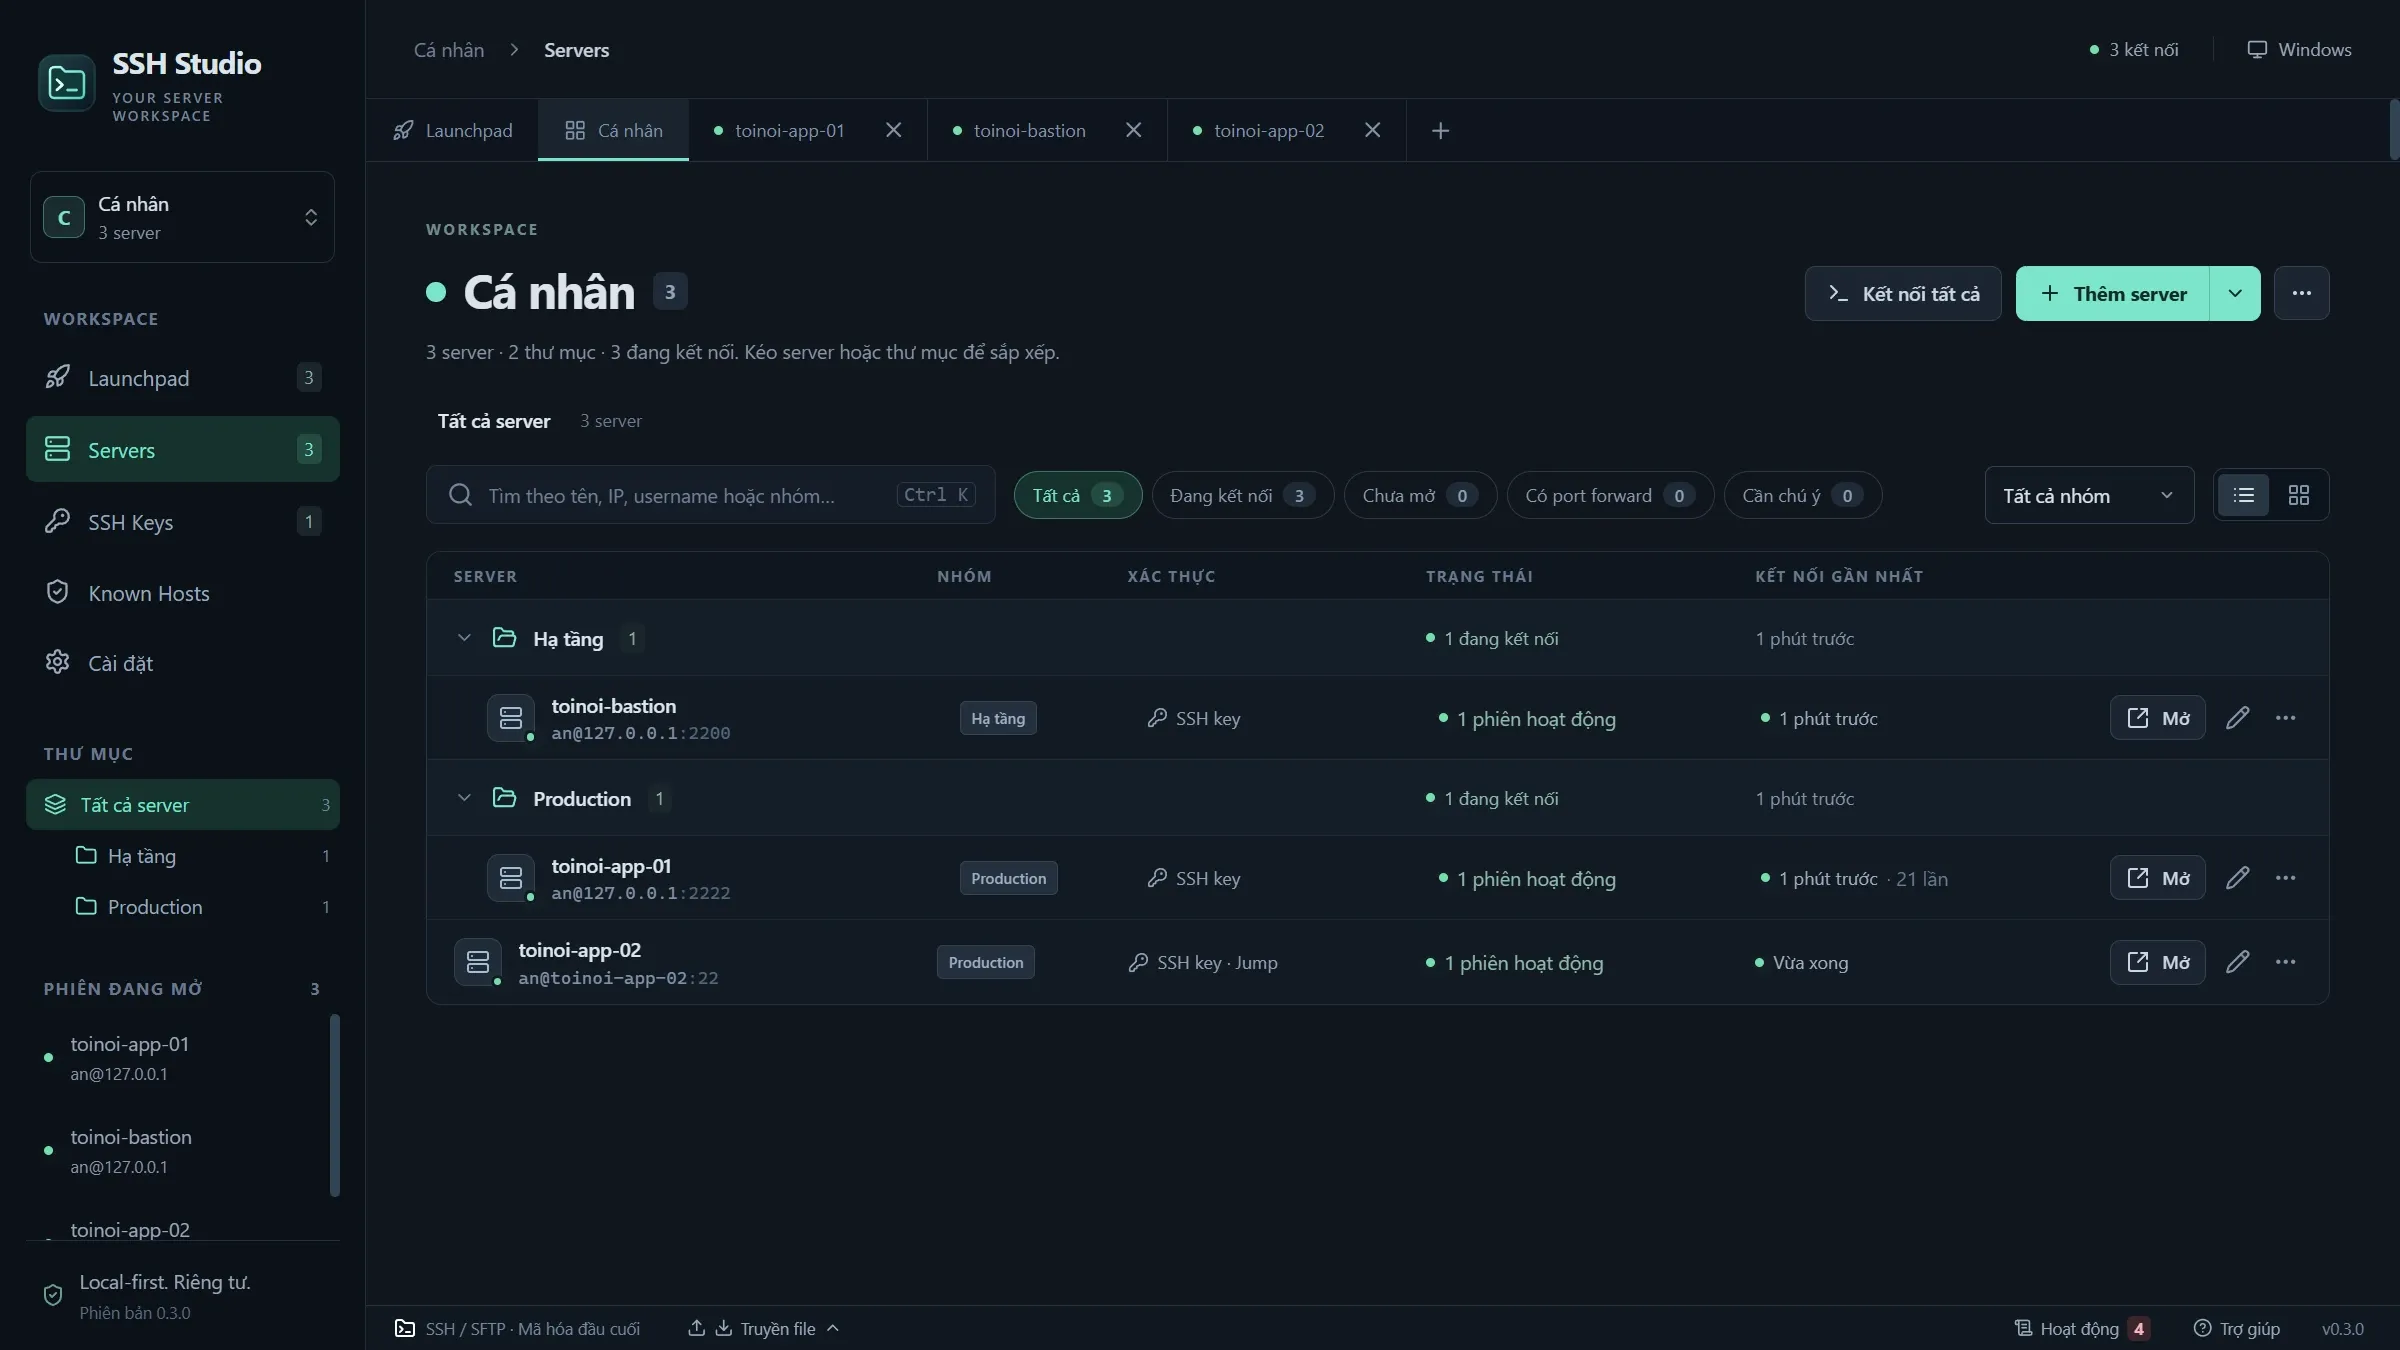 SSH Studio
YOUR SERVER
WORKSPACE
C
Cá nhân
3 server
WORKSPACE
Launchpad 3
Servers 3
SSH Keys 1
Known Hosts
Cài đặt
THƯ MỤC
Tất cả server 3
Hạ tầng 1
Production 1
PHIÊN ĐANG MỞ 3
toinoi-app-01
an@127.0.0.1
toinoi-bastion
an@127.0.0.1
toinoi-app-02
Local-first. Riêng tư.
Phiên bản 0.3.0
Cá nhân Servers
3 kết nối Windows
Launchpad Cá nhân toinoi-app-01 toinoi-bastion toinoi-app-02
WORKSPACE
Cá nhân 3
Kết nối tất cả Thêm server
3 server · 2 thư mục · 3 đang kết nối. Kéo server hoặc thư mục để sắp xếp.
Tất cả server 3 server
Tìm theo tên, IP, username hoặc nhóm... Ctrl K Tất cả 3 Đang kết nối 3 Chưa mở 0 Có port forward 0 Cần chú ý 0 Tất cả nhóm
SERVER NHÓM XÁC THỰC TRẠNG THÁI KẾT NỐI GẦN NHẤT
Hạ tầng 1 1 đang kết nối 1 phút trước
toinoi-bastion
an@127.0.0.1:2200
Hạ tầng SSH key 1 phiên hoạt động 1 phút trước Mở
Production 1 1 đang kết nối 1 phút trước
toinoi-app-01
an@127.0.0.1:2222
Production SSH key 1 phiên hoạt động 1 phút trước · 21 lần Mở
toinoi-app-02
an@toinoi-app-02:22
Production SSH key · Jump 1 phiên hoạt động Vừa xong Mở
SSH / SFTP · Mã hóa đầu cuối Truyền file Hoạt động 4 Trợ giúp v0.3.0